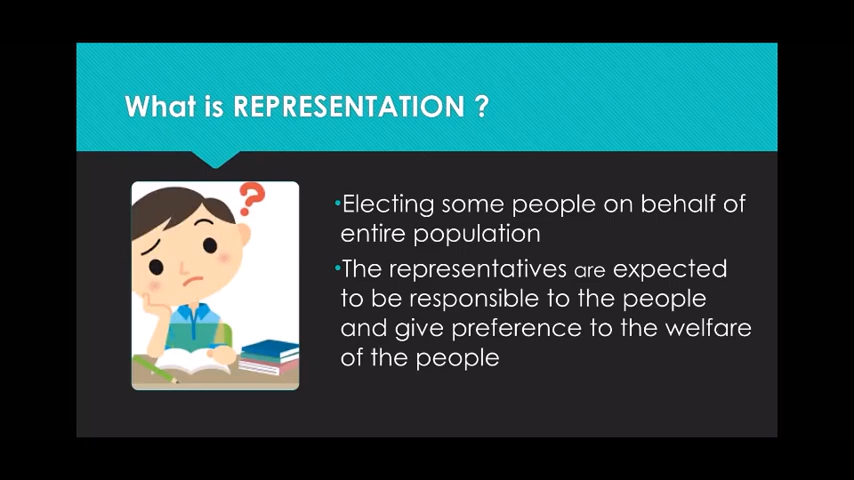 What is REPRESENTATION ?
?
•Electing some people on behalf of
entire population
•The representatives are expected
to be responsible to the people
and give preference to the welfare
of the people